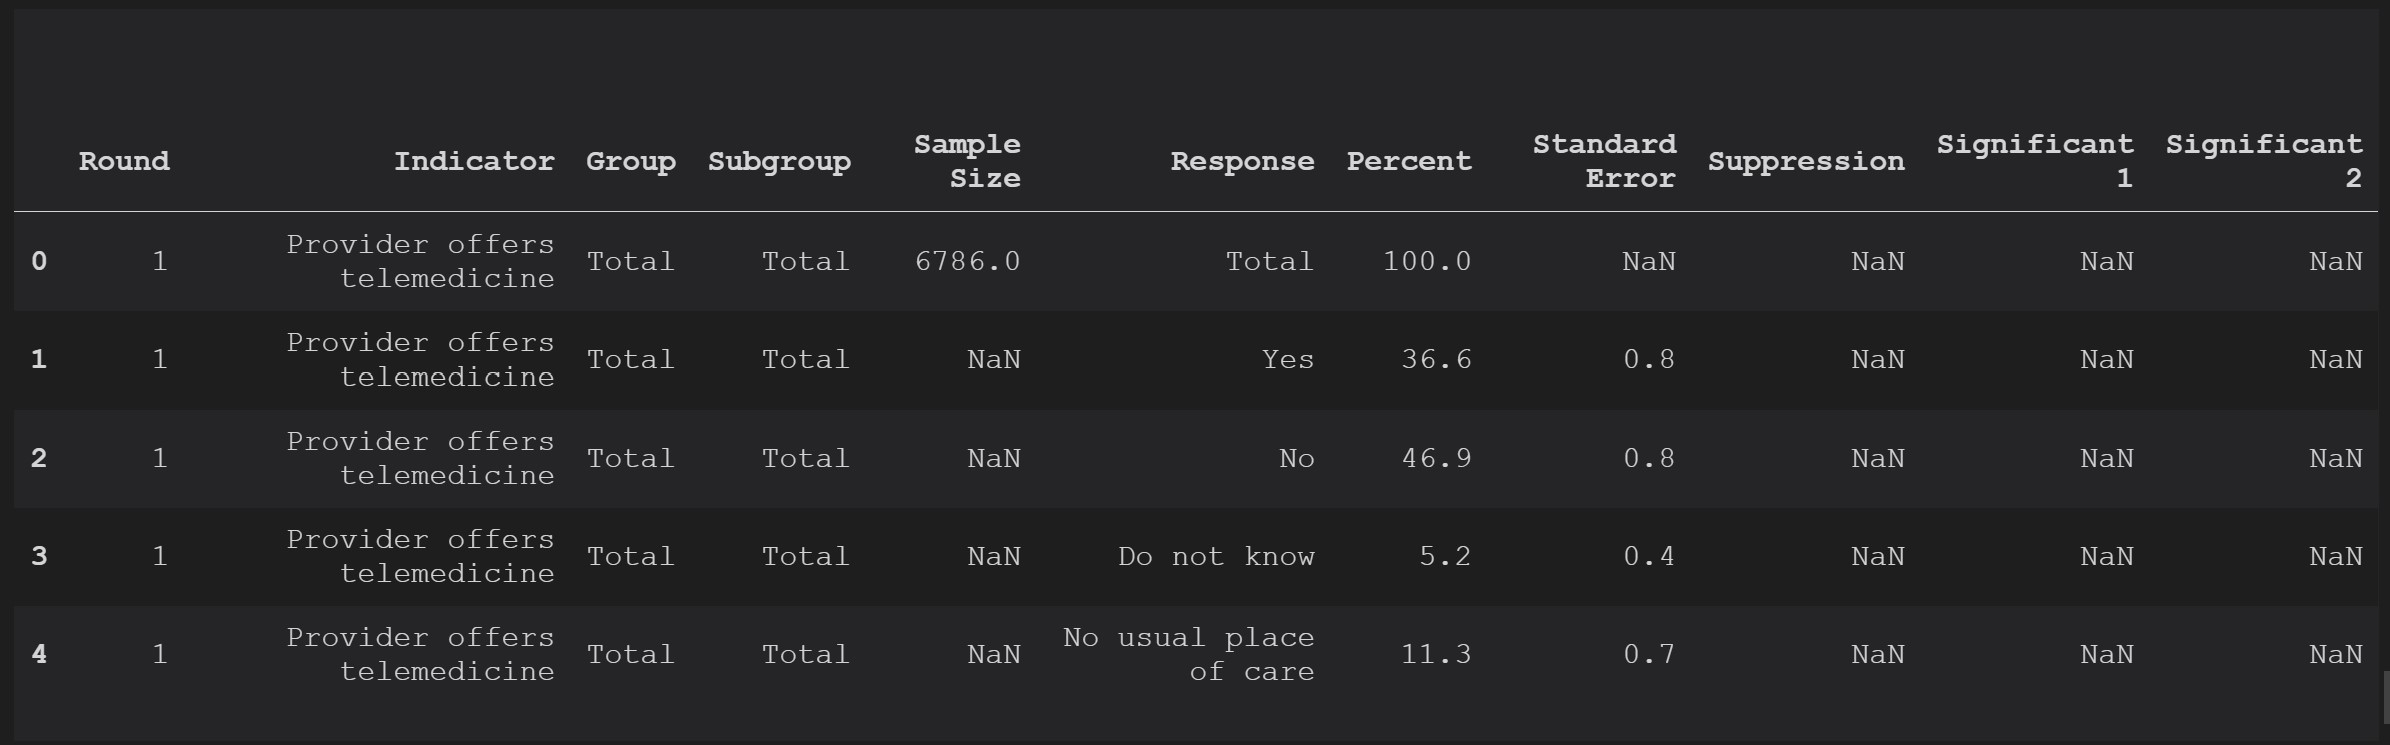 Round Indicator Group Subgroup Sample Size Response Percent Standard Error Suppression Significant 1 Significant 2
0 1 Provider offers telemedicine Total Total 6786.0 Total 100.0 NaN NaN NaN NaN
1 1 Provider offers telemedicine Total Total NaN Yes 36.6 0.8 NaN NaN NaN
2 1 Provider offers telemedicine Total Total NaN No 46.9 0.8 NaN NaN NaN
3 1 Provider offers telemedicine Total Total NaN Do not know 5.2 0.4 NaN NaN NaN
4 1 Provider offers telemedicine Total Total NaN No usual place of care 11.3 0.7 NaN NaN NaN